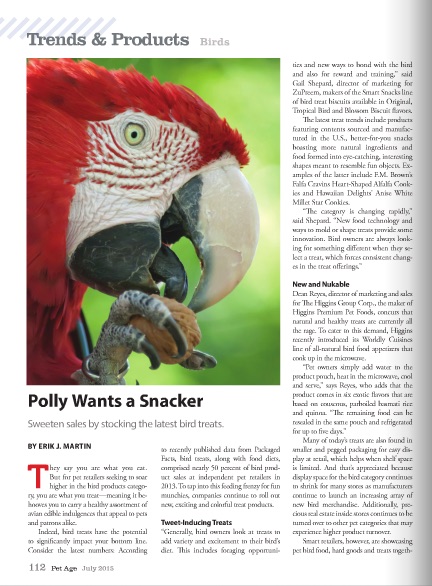 Trends & Products Birds
Polly Wants a Snacker
Sweeten sales by stocking the latest bird treats.
BY ERIK J. MARTIN
They say you are what you eat.
But for pet retailers seeking to soar
higher in the bird products catego-
ry, you are what you treat—meaning it be-
hooves you to carry a healthy assortment of
avian edible indulgences that appeal to pets
and patrons alike.
Indeed, bird treats have the potential
to significantly impact your bottom line.
Consider the latest numbers: According
to recently published data from Packaged
Facts, bird treats, along with food diets,
comprised nearly 50 percent of bird prod-
uct sales at independent pet retailers in
2013. To tap into this feeding frenzy for fun
munchies, companies continue to roll out
new, exciting and colorful treat products.
Tweet-Inducing Treats
"Generally, bird owners look at treats to
add variety and excitement to their bird's
diet. This includes foraging opportuni-
ties and new ways to bond with the bird
and also for reward and training," said
Gail Shepard, director of marketing for
ZuPreem, makers of the Smart Snacks line
of bird treat biscuits available in Original,
Tropical Bird and Blossom Biscuit flavors.
The latest treat trends include products
featuring contents sourced and manufac-
tured in the U.S., better-for-you snacks
boasting more natural ingredients and
food formed into eye-catching, interesting
shapes meant to resemble fun objects. Ex-
amples of the latter include F.M. Brown's
Falfa Cravins Heart-Shaped Alfalfa Cook-
ies and Hawaiian Delights' Anise White
Millet Star Cookies.
"The category is changing rapidly,"
said Shepard. "New food technology and
ways to mold or shape treats provide some
innovation. Bird owners are always look-
ing for something different when they se-
lect a treat, which forces consistent chang-
es in the treat offerings."
New and Nukable
Dean Reyes, director of marketing and sales
for The Higgins Group Corp., the maker of
Higgins Premium Pet Foods, concurs that
natural and healthy treats are currently all
the rage. To cater to this demand, Higgins
recently introduced its Worldly Cuisines
line of all-natural bird food appetizers that
cook up in the microwave.
"Pet owners simply add water to the
product pouch, heat in the microwave, cool
and serve," says Reyes, who adds that the
product comes in six exotic flavors that are
based on couscous, parboiled basmati rice
and quinoa. "The remaining food can be
resealed in the same pouch and refrigerated
for up to five days."
Many of today's treats are also found in
smaller and pegged packaging for easy dis-
play at retail, which helps when shelf space
is limited. And that's appreciated because
display space for the bird category continues
to shrink for many stores as manufacturers
continue to launch an increasing array of
new bird merchandise. Additionally, pre-
cious real estate inside stores continues to be
turned over to other pet categories that may
experience higher product turnover.
Smart retailers, however, are showcasing
pet bird food, hard goods and treats togeth-
112 Pet Age July 2015